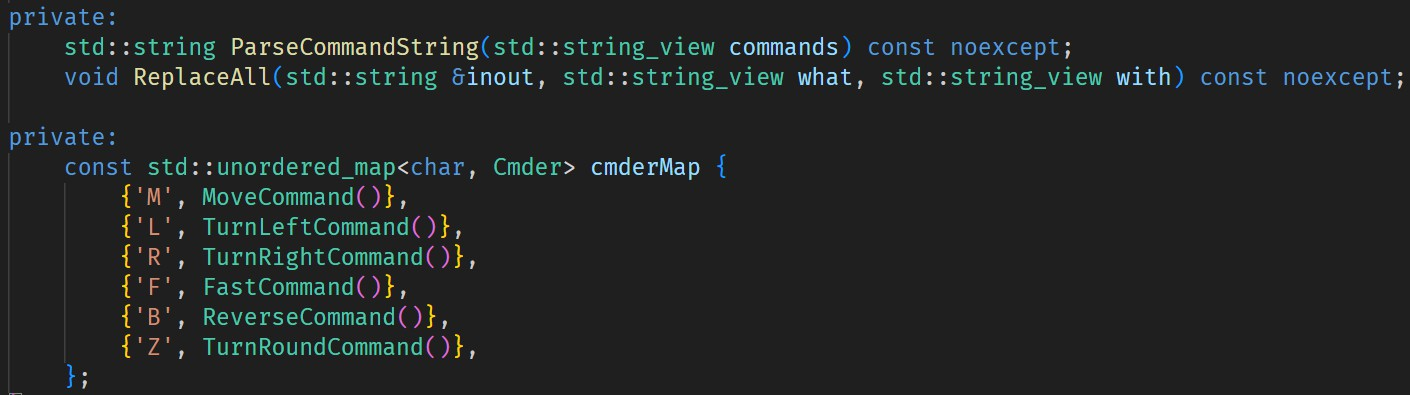 private:
    std::string ParseCommandString(std::string_view commands) const noexcept;
    void ReplaceAll(std::string &inout, std::string_view what, std::string_view with) const noexcept;
private:
    const std::unordered_map<char, Cmder> cmderMap {
        {'M', MoveCommand()},
        {'L', TurnLeftCommand()},
        {'R', TurnRightCommand()},
        {'F', FastCommand()},
        {'B', ReverseCommand()},
        {'Z', TurnRoundCommand()},
    };